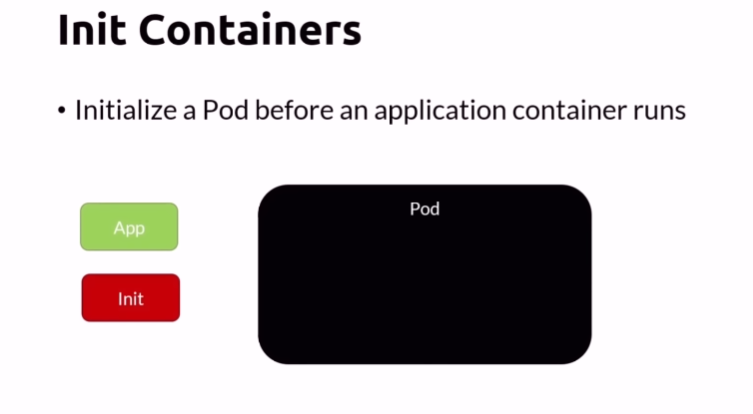 Init Containers
• Initialize a Pod before an application container runs
Pod
App
Init